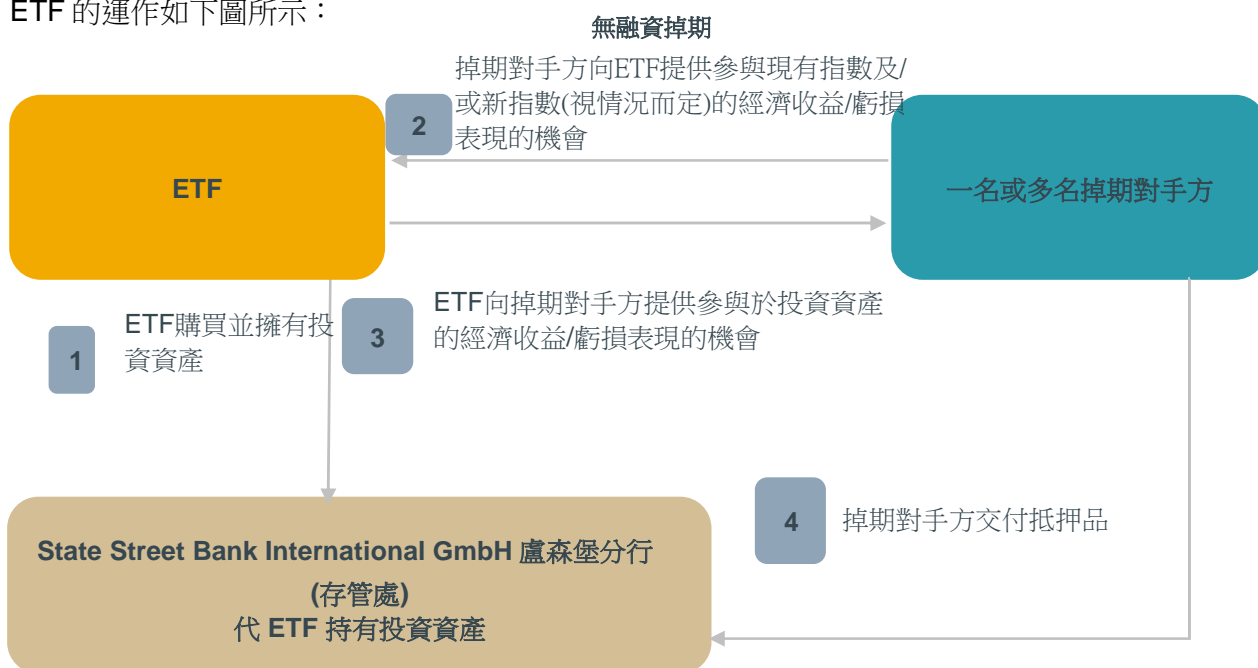 ETF 的運作如下圖所示：
無融資掉期
掉期對手方向ETF提供參與現有指數及/
或新指數(視情況而定)的經濟收益/虧損
表現的機會
2
ETF
一名或多名掉期對手方
ETF購買並擁有投
資資產
1
3
ETF向掉期對手方提供參與於投資資產
的經濟收益/虧損表現的機會
4
掉期對手方交付抵押品
State Street Bank International GmbH 盧森堡分行
(存管處)
代 ETF 持有投資資產